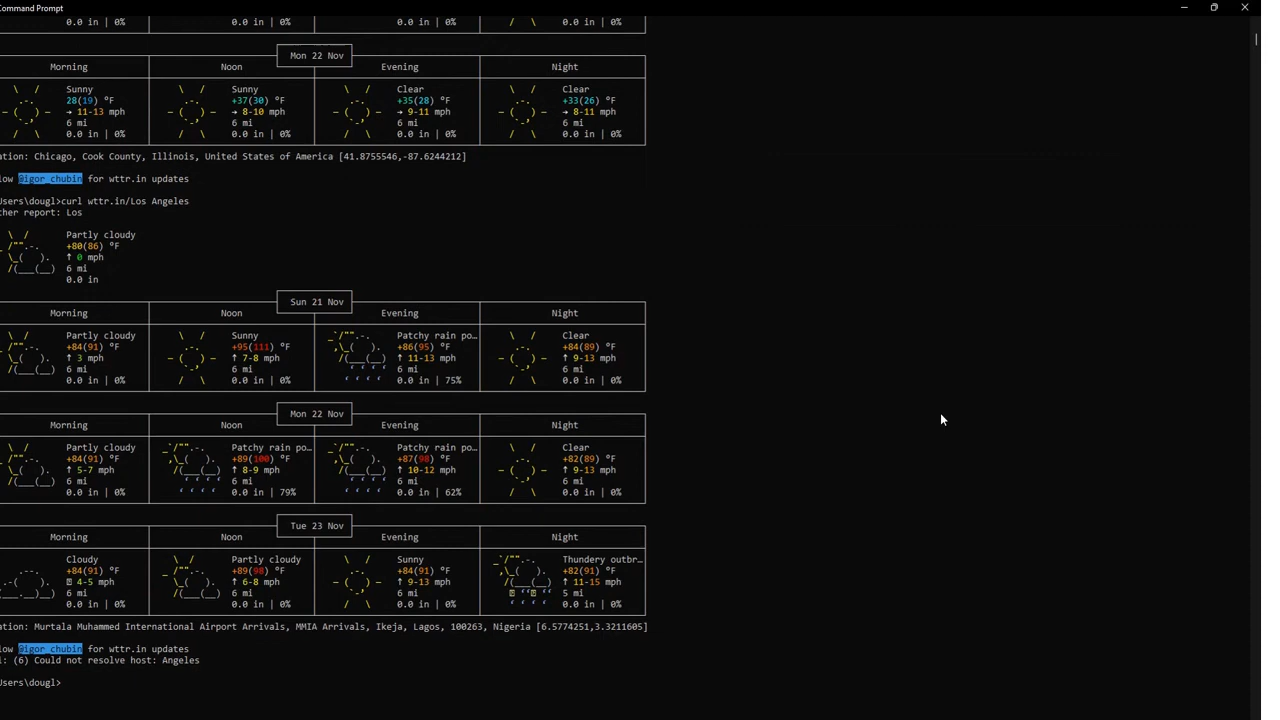 Command Prompt
0.0 in | 0% 0.0 in | 0% 0.0 in | 0% 0.0 in | 0%
Mon 22 Nov
Morning Noon Evening Night
Sunny Sunny Clear Clear
28(19) °F +37(30) °F +35(28) °F +33(26) °F
→ 11-13 mph → 8-10 mph → 9-11 mph → 8-11 mph
6 mi 6 mi 6 mi 6 mi
0.0 in | 0% 0.0 in | 0% 0.0 in | 0% 0.0 in | 0%
ation: Chicago, Cook County, Illinois, United States of America [41.8755546,-87.6244212]
low @igor_chubin for wttr.in updates
Users\dougl>curl wttr.in/Los Angeles
ther report: Los
Partly cloudy
+80(86) °F
↑ 0 mph
6 mi
0.0 in
Sun 21 Nov
Morning Noon Evening Night
Partly cloudy Sunny Patchy rain po… Clear
+84(91) °F +95(111) °F +86(95) °F +84(89) °F
↑ 3 mph ↑ 7-8 mph ↑ 11-13 mph ↑ 9-13 mph
6 mi 6 mi 6 mi 6 mi
0.0 in | 0% 0.0 in | 0% 0.0 in | 75% 0.0 in | 0%
Mon 22 Nov
Morning Noon Evening Night
Partly cloudy Patchy rain po… Patchy rain po… Clear
+84(91) °F +89(100) °F +87(98) °F +82(89) °F
↑ 5-7 mph ↑ 8-9 mph ↑ 10-12 mph ↑ 9-13 mph
6 mi 6 mi 6 mi 6 mi
0.0 in | 0% 0.0 in | 79% 0.0 in | 62% 0.0 in | 0%
Tue 23 Nov
Morning Noon Evening Night
Cloudy Partly cloudy Sunny Thundery outbr…
+84(91) °F +89(98) °F +84(91) °F +82(91) °F
4-5 mph ↑ 6-8 mph ↑ 9-13 mph ↑ 11-15 mph
6 mi 6 mi 6 mi 5 mi
0.0 in | 0% 0.0 in | 0% 0.0 in | 0% 0.0 in | 0%
ation: Murtala Muhammed International Airport Arrivals, MMIA Arrivals, Ikeja, Lagos, 100263, Nigeria [6.5774251,3.3211605]
low @igor_chubin for wttr.in updates
l: (6) Could not resolve host: Angeles
Users\dougl>